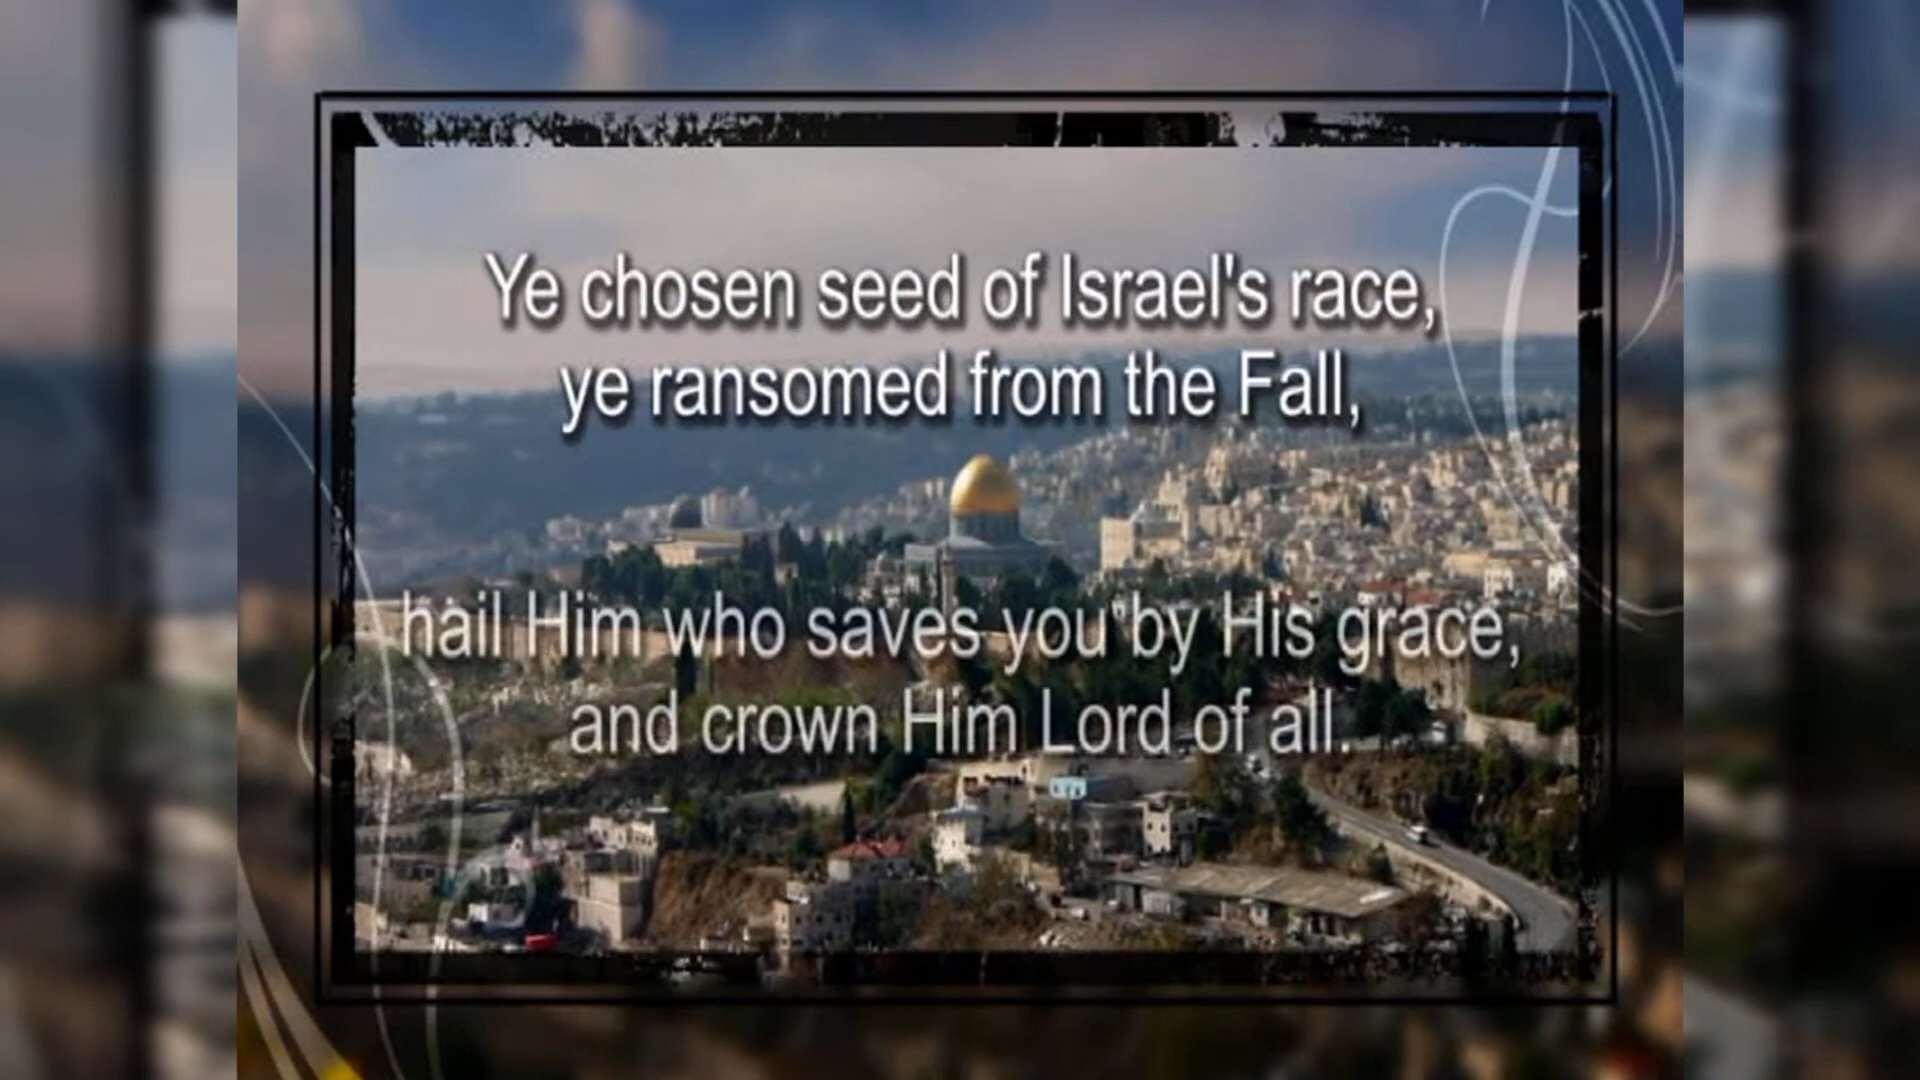 Ye chosen seed of Israel's race,
ye ransomed from the Fall,
hail Him who saves you by His grace,
and crown Him Lord of all.